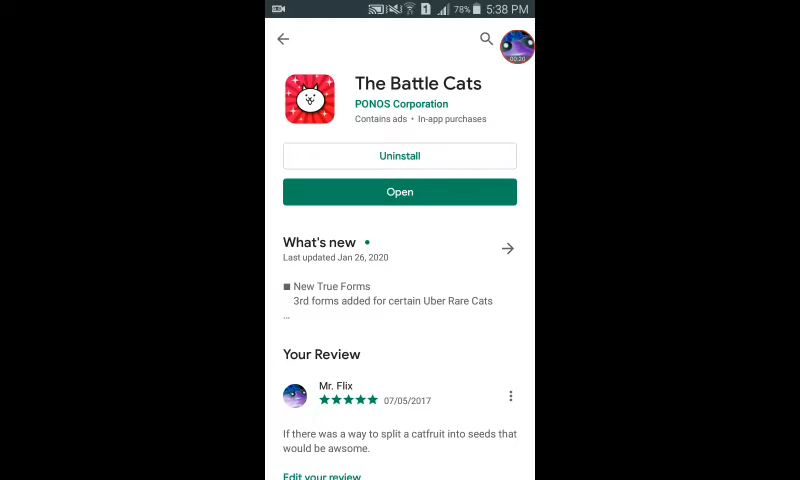 1 78% 5:38 PM
00:20
The Battle Cats
PONOS Corporation
Contains ads • In-app purchases
Uninstall
Open
What's new •
Last updated Jan 26, 2020
■ New True Forms
3rd forms added for certain Uber Rare Cats
...
Your Review
Mr. Flix
07/05/2017
If there was a way to split a catfruit into seeds that
would be awsome.
Edit your review